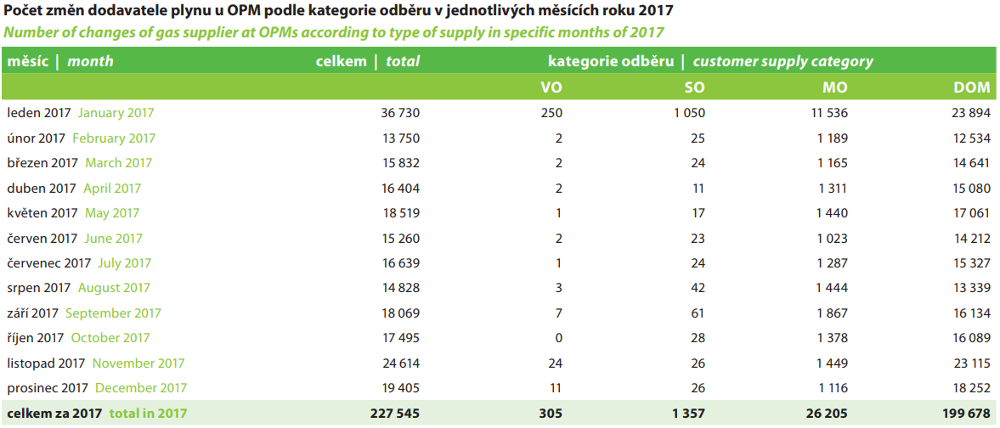 Počet změn dodavatele plynu u OPM podle kategorie odběru v jednotlivých měsících roku 2017
Number of changes of gas supplier at OPMs according to type of supply in specific months of 2017
měsíc | month celkem | total kategorie odběru | customer supply category
VO SO MO DOM
leden 2017 January 2017 36 730 250 1 050 11 536 23 894
únor 2017 February 2017 13 750 2 25 1 189 12 534
březen 2017 March 2017 15 832 2 24 1 165 14 641
duben 2017 April 2017 16 404 2 11 1 311 15 080
květen 2017 May 2017 18 519 1 17 1 440 17 061
červen 2017 June 2017 15 260 2 23 1 023 14 212
červenec 2017 July 2017 16 639 1 24 1 287 15 327
srpen 2017 August 2017 14 828 3 42 1 444 13 339
září 2017 September 2017 18 069 7 61 1 867 16 134
říjen 2017 October 2017 17 495 0 28 1 378 16 089
listopad 2017 November 2017 24 614 24 26 1 449 23 115
prosinec 2017 December 2017 19 405 11 26 1 116 18 252
celkem za 2017 total in 2017 227 545 305 1 357 26 205 199 678